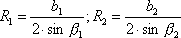 R₁ = b₁ / (2·sin β₁); R₂ = b₂ / (2·sin β₂)